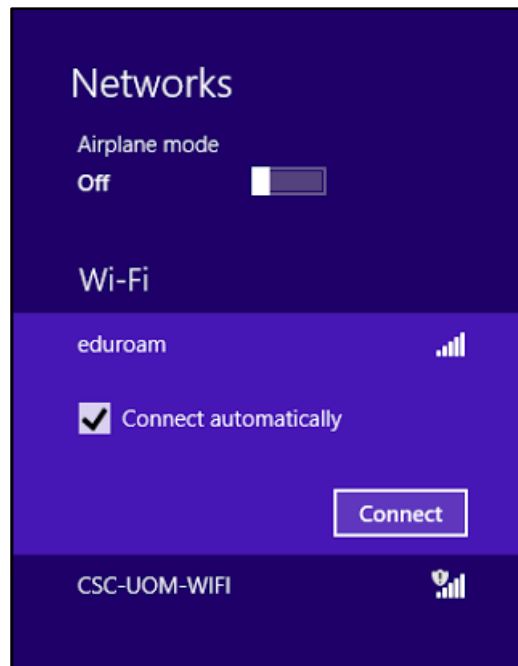 Networks
Airplane mode
Off
Wi-Fi
eduroam
Connect automatically
Connect
CSC-UOM-WIFI